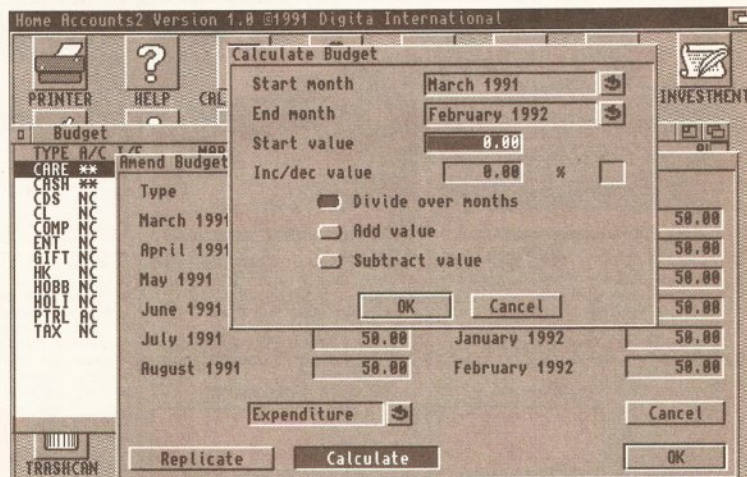 Home Accounts2 Version 1.0 ©1991 Digita International
PRINTER
HELP
INVESTMENT
Calculate Budget
Start month March 1991
End month February 1992
Start value 0.00
Inc/dec value 0.00 %
Divide over months
Add value
Subtract value
OK Cancel
Budget
TYPE A/C I/E MAR
CARE **
CASH **
CDS NC
CL NC
COMP NC
ENT NC
GIFT NC
HK NC
HOBB NC
HOLI NC
PTRL AC
TAX NC
Amend Budget
Type
March 1991 50.00
April 1991 50.00
May 1991 50.00
June 1991 50.00
July 1991 50.00 January 1992 50.00
August 1991 50.00 February 1992 50.00
Expenditure Cancel
Replicate Calculate OK
TRASHCAN